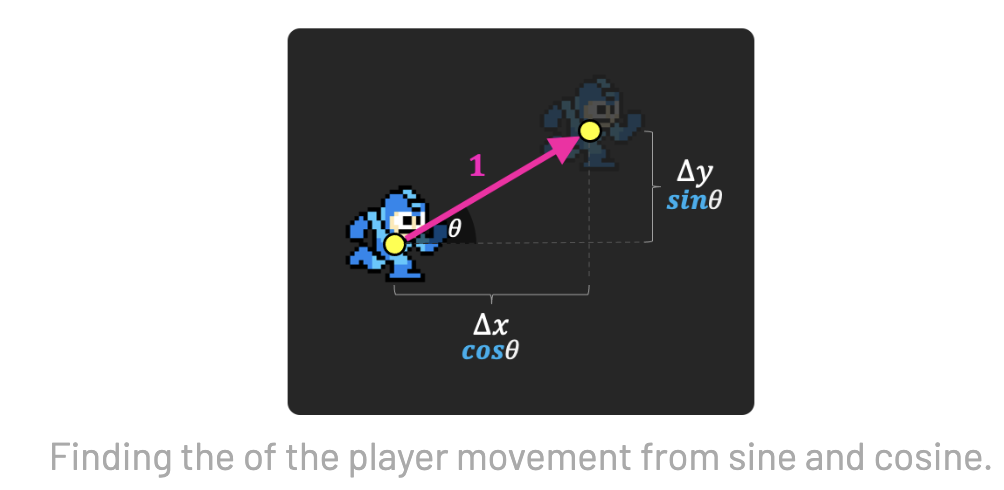 1
θ
Δy
sinθ
Δx
cosθ
Finding the of the player movement from sine and cosine.